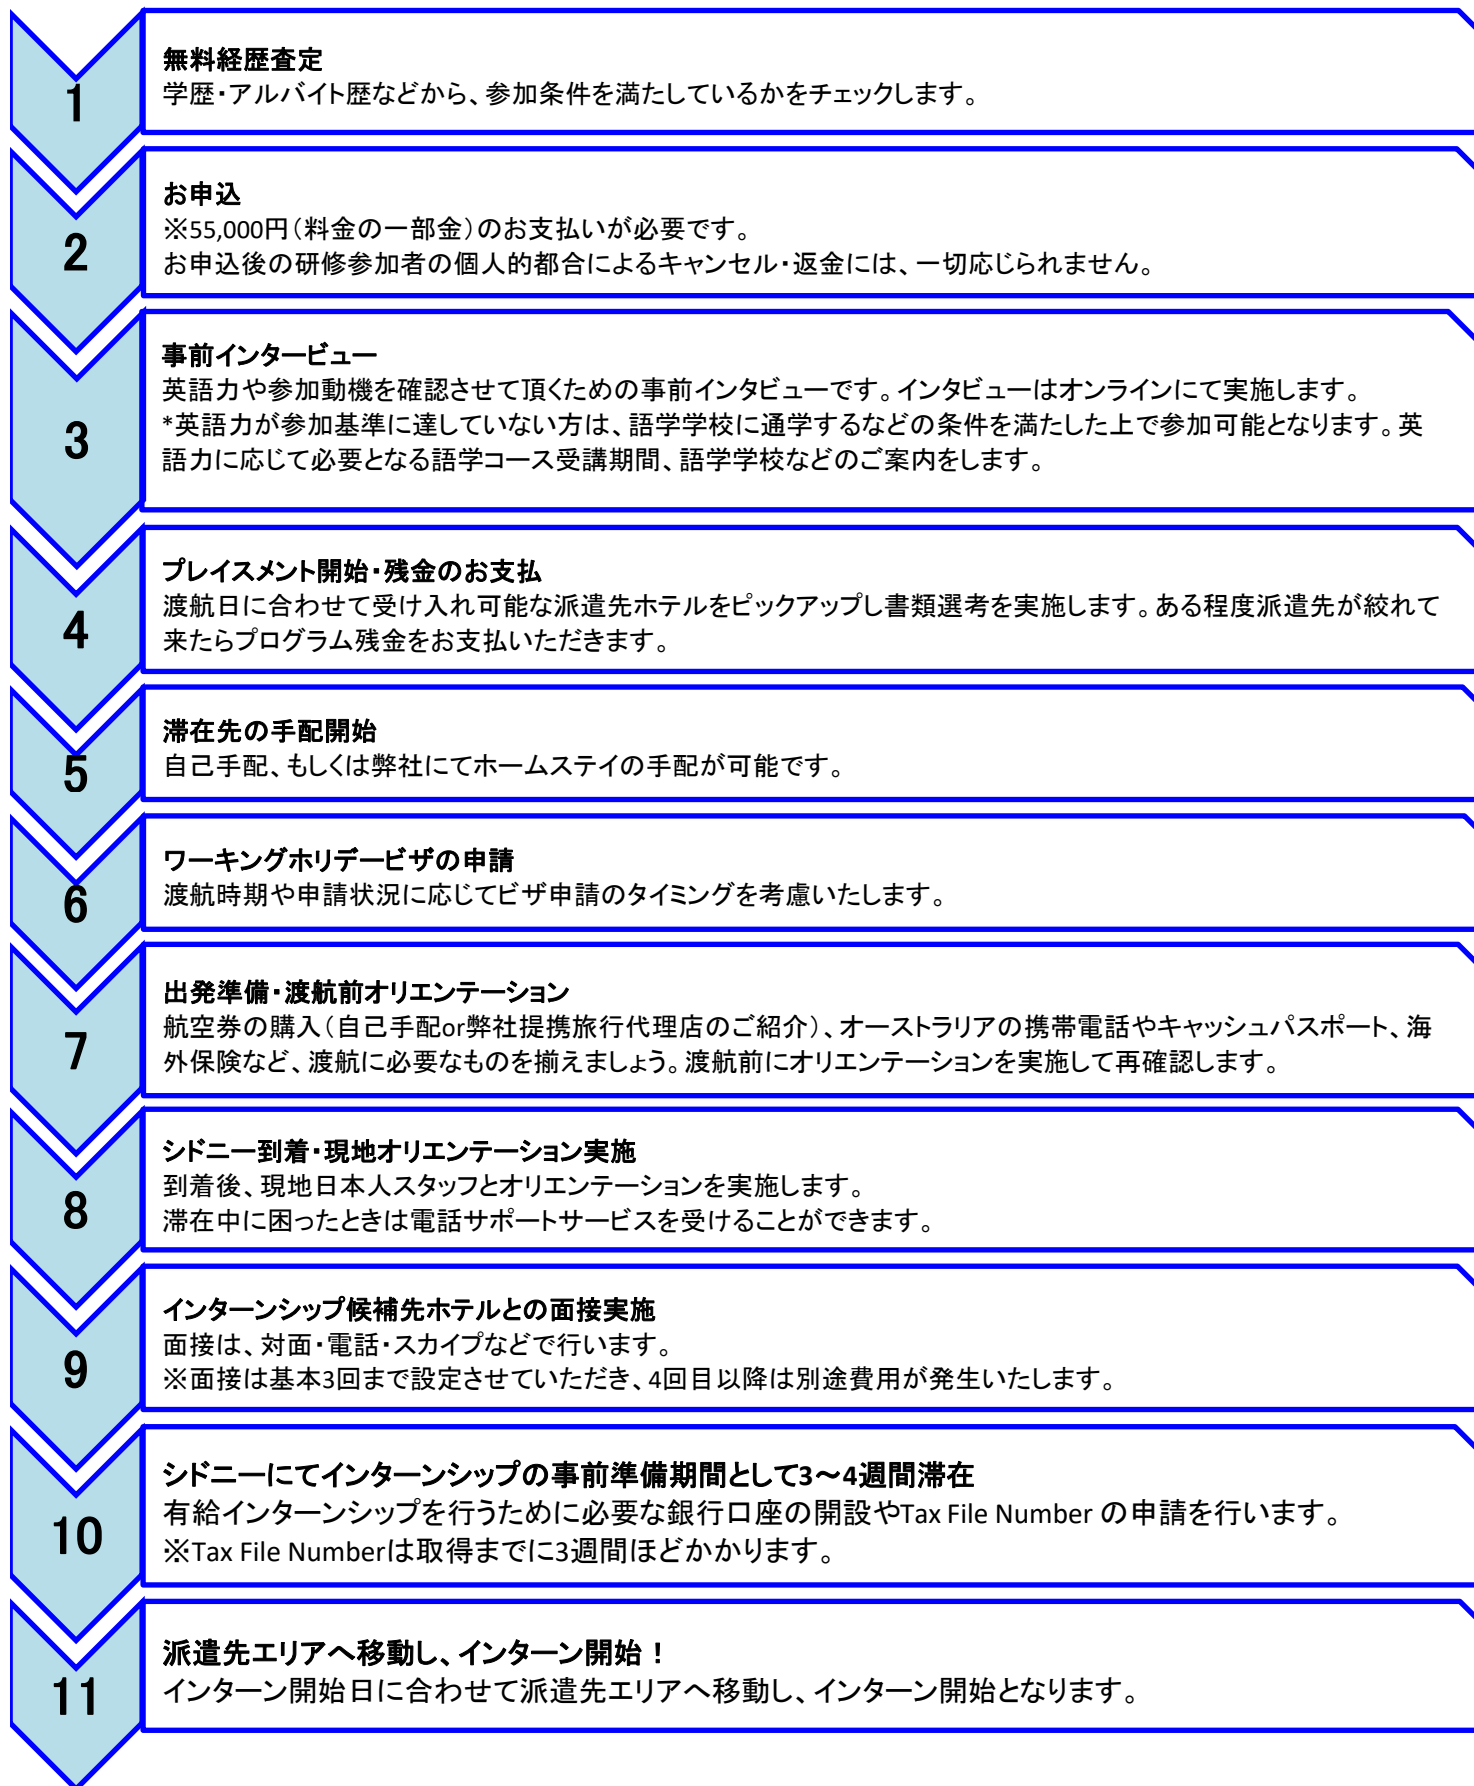 1
無料経歴査定
学歴・アルバイト歴などから、参加条件を満たしているかをチェックします。
2
お申込
※55,000円（料金の一部金）のお支払いが必要です。
お申込後の研修参加者の個人的都合によるキャンセル・返金には、一切応じられません。
3
事前インタービュー
英語力や参加動機を確認させて頂くための事前インタビューです。インタビューはオンラインにて実施します。
*英語力が参加基準に達していない方は、語学学校に通学するなどの条件を満たした上で参加可能となります。英
語力に応じて必要となる語学コース受講期間、語学学校などのご案内をします。
4
プレイスメント開始・残金のお支払
渡航日に合わせて受け入れ可能な派遣先ホテルをピックアップし書類選考を実施します。ある程度派遣先が絞れて
来たらプログラム残金をお支払いただきます。
5
滞在先の手配開始
自己手配、もしくは弊社にてホームステイの手配が可能です。
6
ワーキングホリデービザの申請
渡航時期や申請状況に応じてビザ申請のタイミングを考慮いたします。
7
出発準備・渡航前オリエンテーション
航空券の購入（自己手配or弊社提携旅行代理店のご紹介）、オーストラリアの携帯電話やキャッシュパスポート、海
外保険など、渡航に必要なものを揃えましょう。渡航前にオリエンテーションを実施して再確認します。
8
シドニー到着・現地オリエンテーション実施
到着後、現地日本人スタッフとオリエンテーションを実施します。
滞在中に困ったときは電話サポートサービスを受けることができます。
9
インターンシップ候補先ホテルとの面接実施
面接は、対面・電話・スカイプなどで行います。
※面接は基本3回まで設定させていただき、4回目以降は別途費用が発生いたします。
10
シドニーにてインターンシップの事前準備期間として3～4週間滞在
有給インターンシップを行うために必要な銀行口座の開設やTax File Number の申請を行います。
※Tax File Numberは取得までに3週間ほどかかります。
11
派遣先エリアへ移動し、インターン開始！
インターン開始日に合わせて派遣先エリアへ移動し、インターン開始となります。